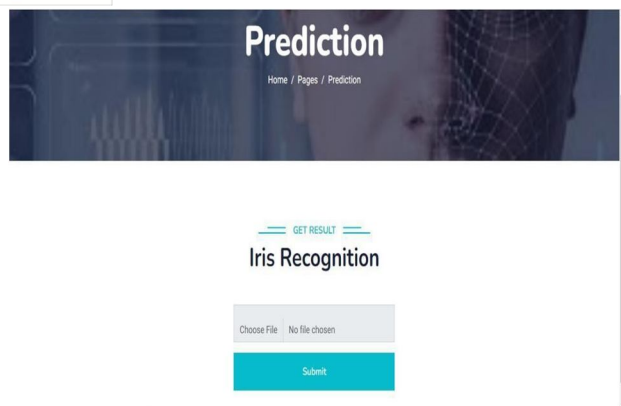 Prediction
Home / Pages / Prediction
GET RESULT
Iris Recognition
Choose File No file chosen
Submit